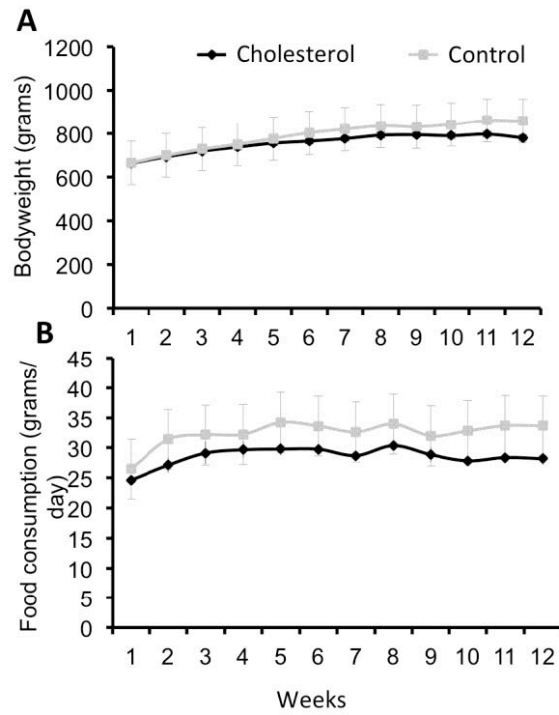 A
Bodyweight (grams)
1200
1000
800
600
400
200
0
Cholesterol
Control
1 2 3 4 5 6 7 8 9 10 11 12
B
Food consumption (grams/
day)
45
40
35
30
25
20
15
10
5
0
1 2 3 4 5 6 7 8 9 10 11 12
Weeks